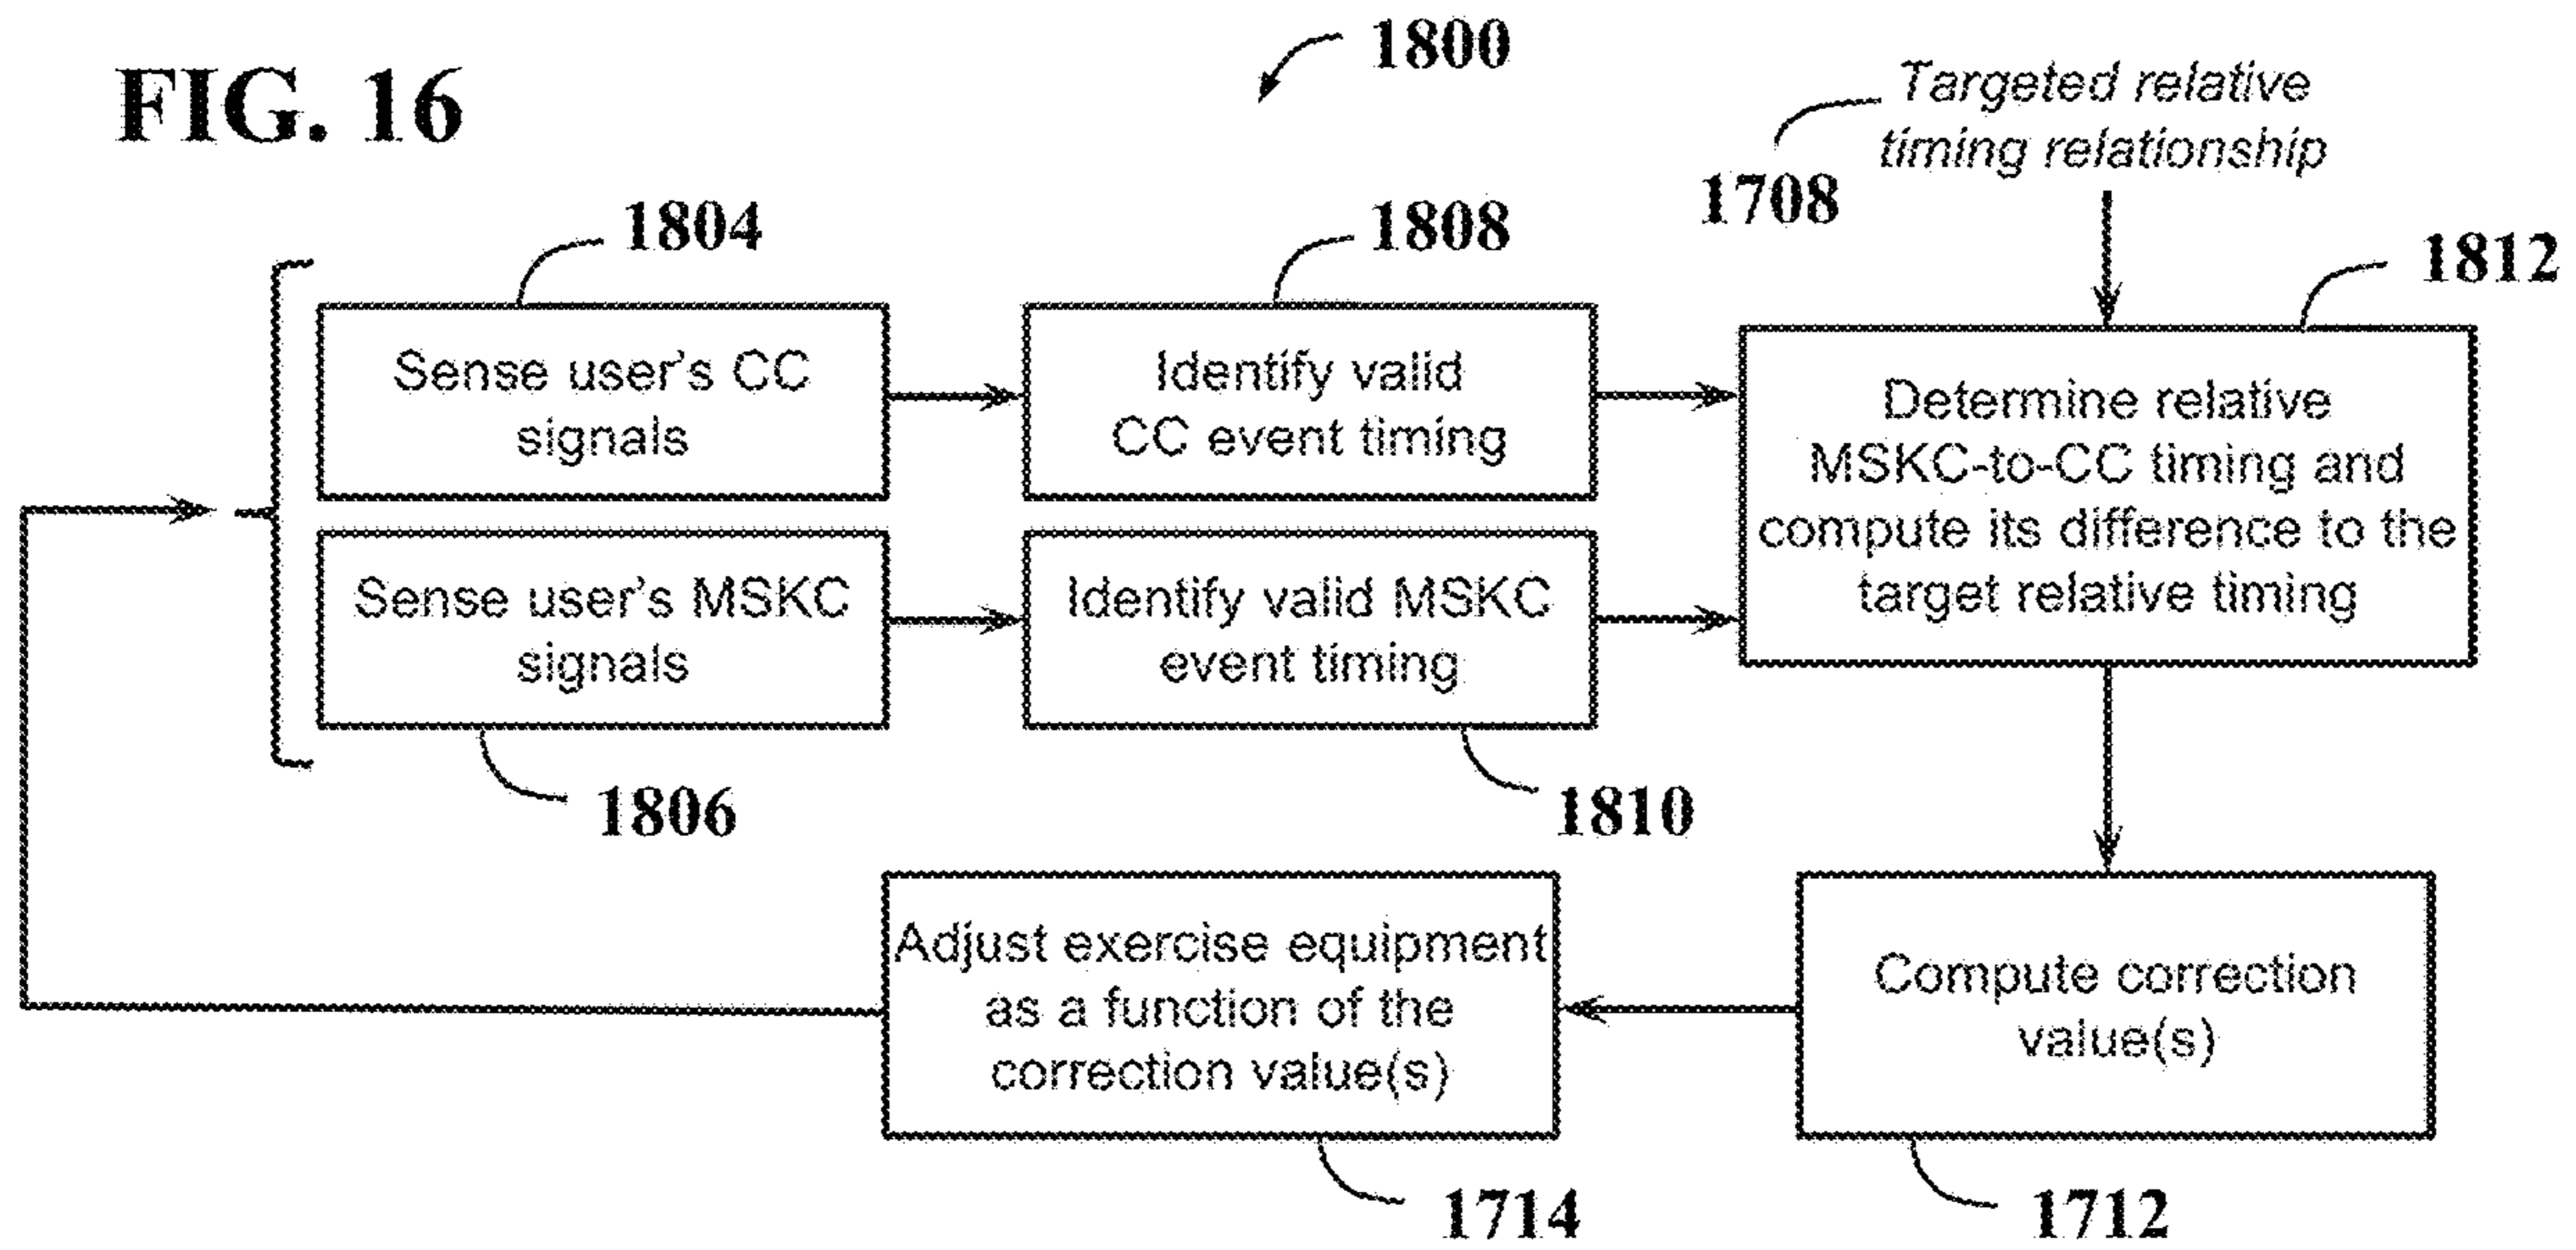 FIG. 16
1800
Targeted relative
timing relationship
1708
1804
1808
1812
Sense user's CC
signals
Identify valid
CC event timing
Determine relative
MSKC-to-CC timing and
compute its difference to the
target relative timing
Sense user's MSKC
signals
Identify valid MSKC
event timing
1806
1810
Adjust exercise equipment
as a function of the
correction value(s)
Compute correction
value(s)
1714
1712